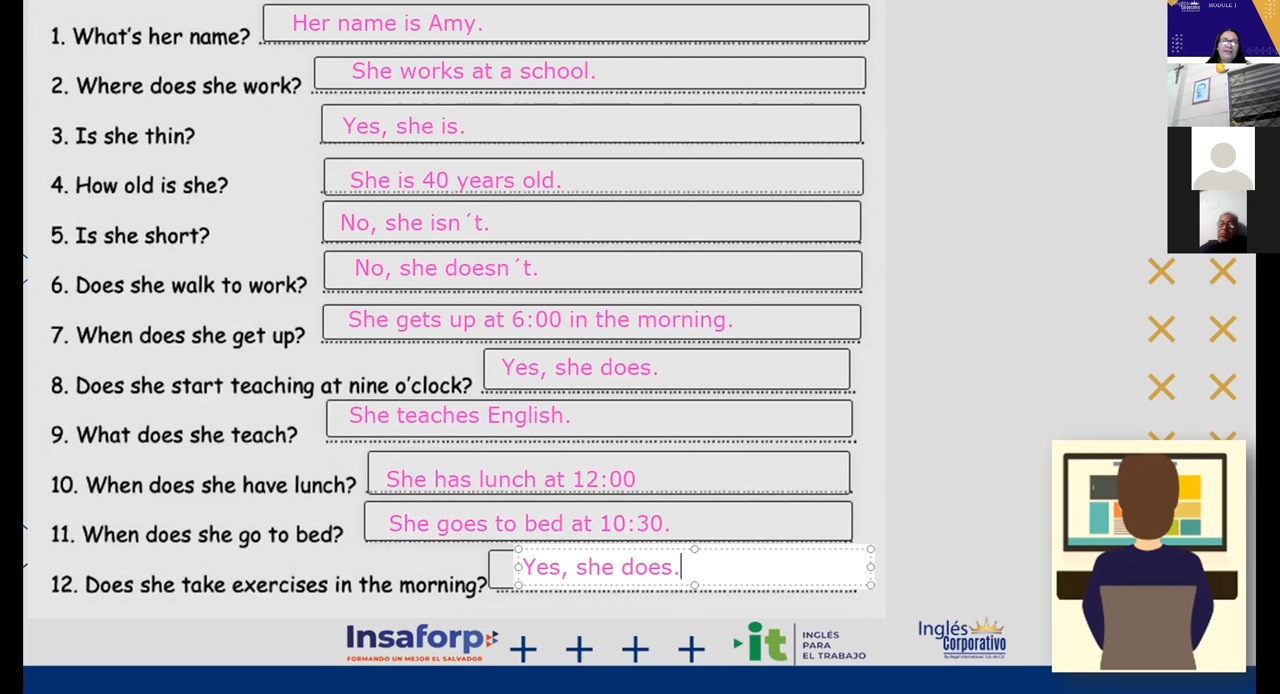 MODULE 1
1. What's her name? Her name is Amy.
2. Where does she work? She works at a school.
3. Is she thin? Yes, she is.
4. How old is she? She is 40 years old.
5. Is she short? No, she isn´t.
6. Does she walk to work? No, she doesn´t.
7. When does she get up? She gets up at 6:00 in the morning.
8. Does she start teaching at nine o'clock? Yes, she does.
9. What does she teach? She teaches English.
10. When does she have lunch? She has lunch at 12:00
11. When does she go to bed? She goes to bed at 10:30.
12. Does she take exercises in the morning? Yes, she does.
Insaforp
FORMANDO UN MEJOR EL SALVADOR
it INGLÉS
PARA
EL TRABAJO
Inglés
Corporativo